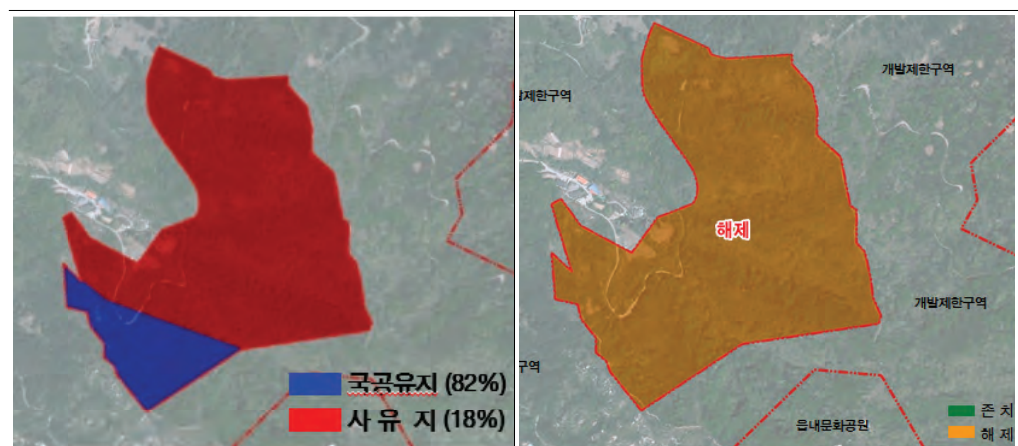 국공유지 (82%)
사 유 지 (18%)
개발제한구역
발제한구역
해제
개발제한구역
구역
읍내문화공원
존 치
해 제